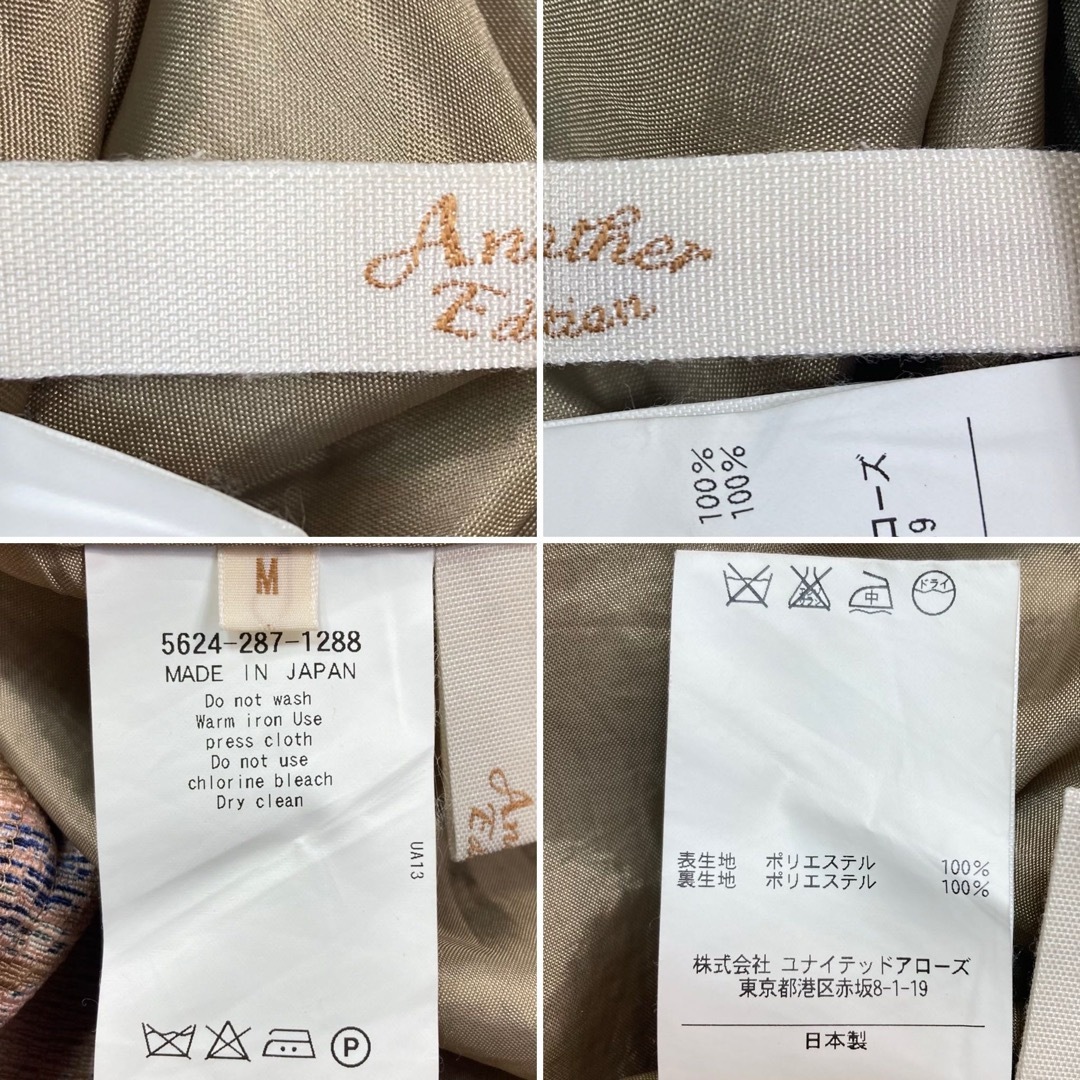 Another
Edition
100%
100%
ローズ
9
M
5624-287-1288
MADE IN JAPAN
Do not wash
Warm iron Use
press cloth
Do not use
chlorine bleach
Dry clean
UA13
An
P
中
ドライ
表生地 ポリエステル 100%
裏生地 ポリエステル 100%
株式会社 ユナイテッドアローズ
東京都港区赤坂8-1-19
日本製